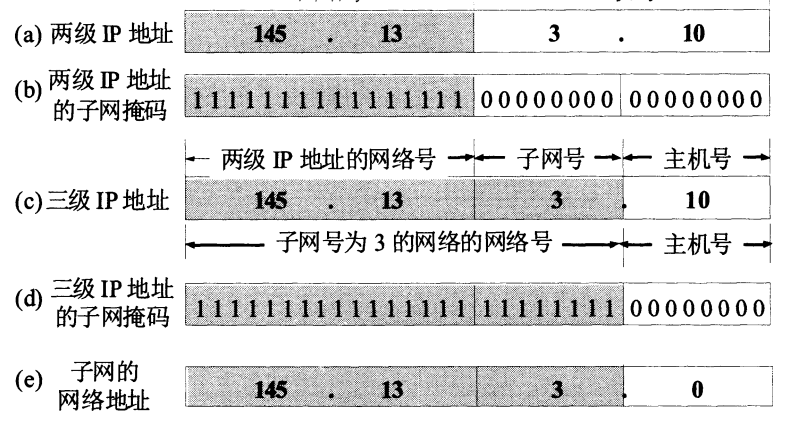 (a) 两级 IP 地址 145 . 13 3 . 10
(b) 两级 IP 地址
的子网掩码
1111111111111111 00000000 00000000
两级 IP 地址的网络号 子网号 主机号
(c) 三级 IP 地址 145 . 13 3 . 10
子网号为 3 的网络的网络号 主机号
(d) 三级 IP 地址
的子网掩码
1111111111111111 11111111 00000000
(e) 子网的
网络地址
145 . 13 3 . 0